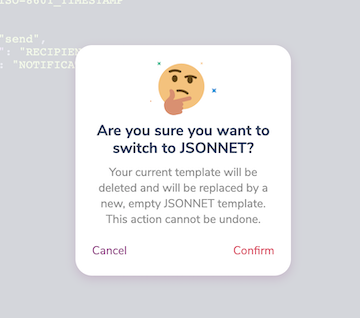 ISO-8601_TIMESTAMP
"send",
": "RECIPIEN
: "NOTIFICA
Are you sure you want to
switch to JSONNET?
Your current template will be
deleted and will be replaced by a
new, empty JSONNET template.
This action cannot be undone.
Cancel
Confirm